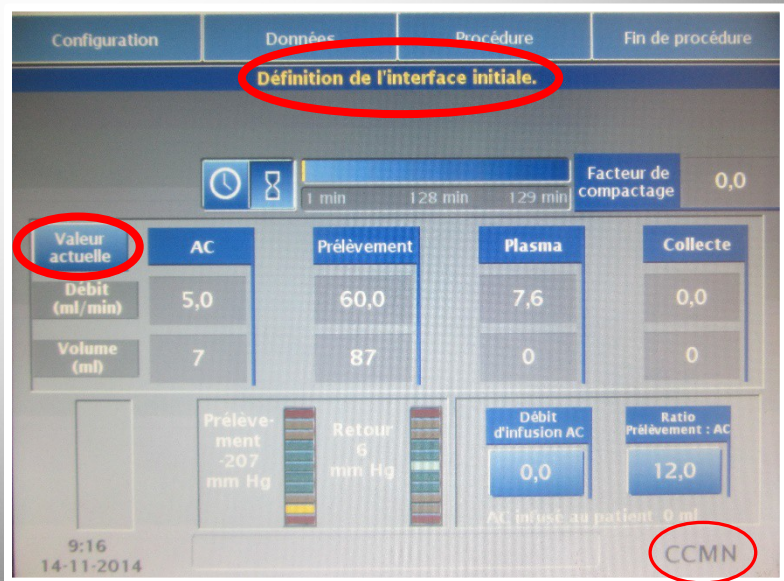 Configuration Données Procédure Fin de procédure
Définition de l'interface initiale.
1 min 128 min 129 min
Facteur de
compactage
0,0
Valeur
actuelle
AC Prélèvement Plasma Collecte
Débit
(ml/min)
5,0 60,0 7,6 0,0
Volume
(ml)
7 87 0 0
Prélève-
ment
-207
mm Hg
Retour
6
mm Hg
Débit
d'infusion AC
0,0
Ratio
Prélèvement : AC
12,0
AC infusé au patient 0 ml
9:16
14-11-2014
CCMN